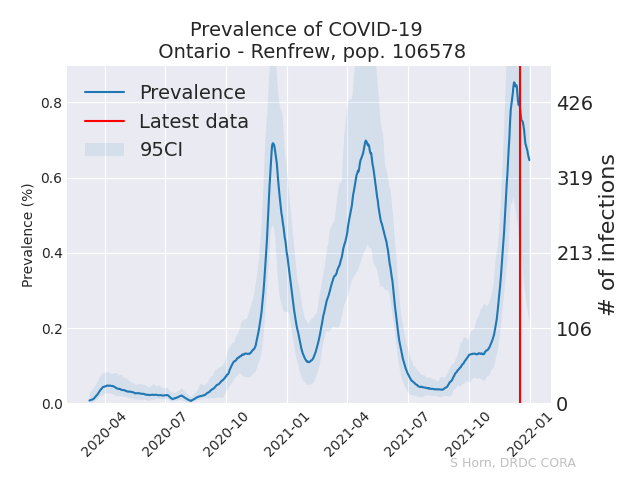 Prevalence of COVID-19
Ontario - Renfrew, pop. 106578
Prevalence
Latest data
95CI
Prevalence (%)
0.8
0.6
0.4
0.2
0.0
426
319
213
106
0
# of infections
2020-04
2020-07
2020-10
2021-01
2021-04
2021-07
2021-10
2022-01
S Horn, DRDC CORA